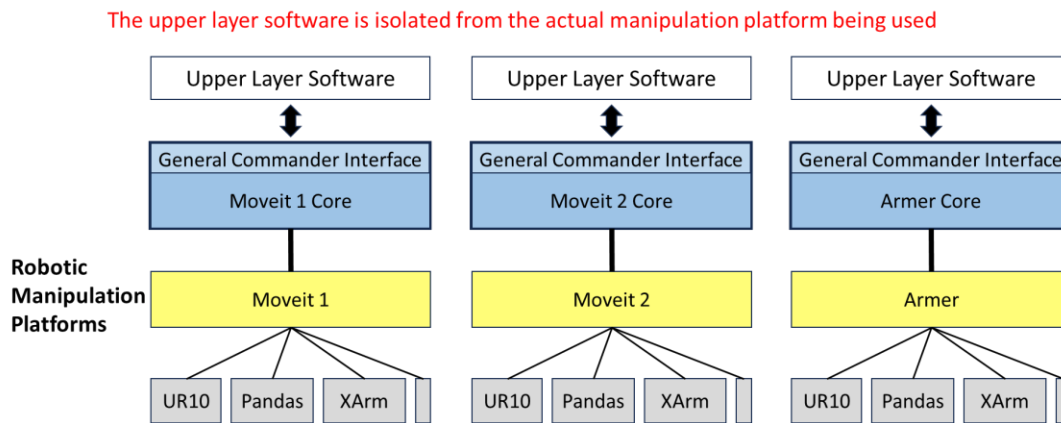 The upper layer software is isolated from the actual manipulation platform being used
Upper Layer Software
Upper Layer Software
Upper Layer Software
General Commander Interface
General Commander Interface
General Commander Interface
Moveit 1 Core
Moveit 2 Core
Armer Core
Robotic
Manipulation
Platforms
Moveit 1
Moveit 2
Armer
UR10
Pandas
XArm
UR10
Pandas
XArm
UR10
Pandas
XArm